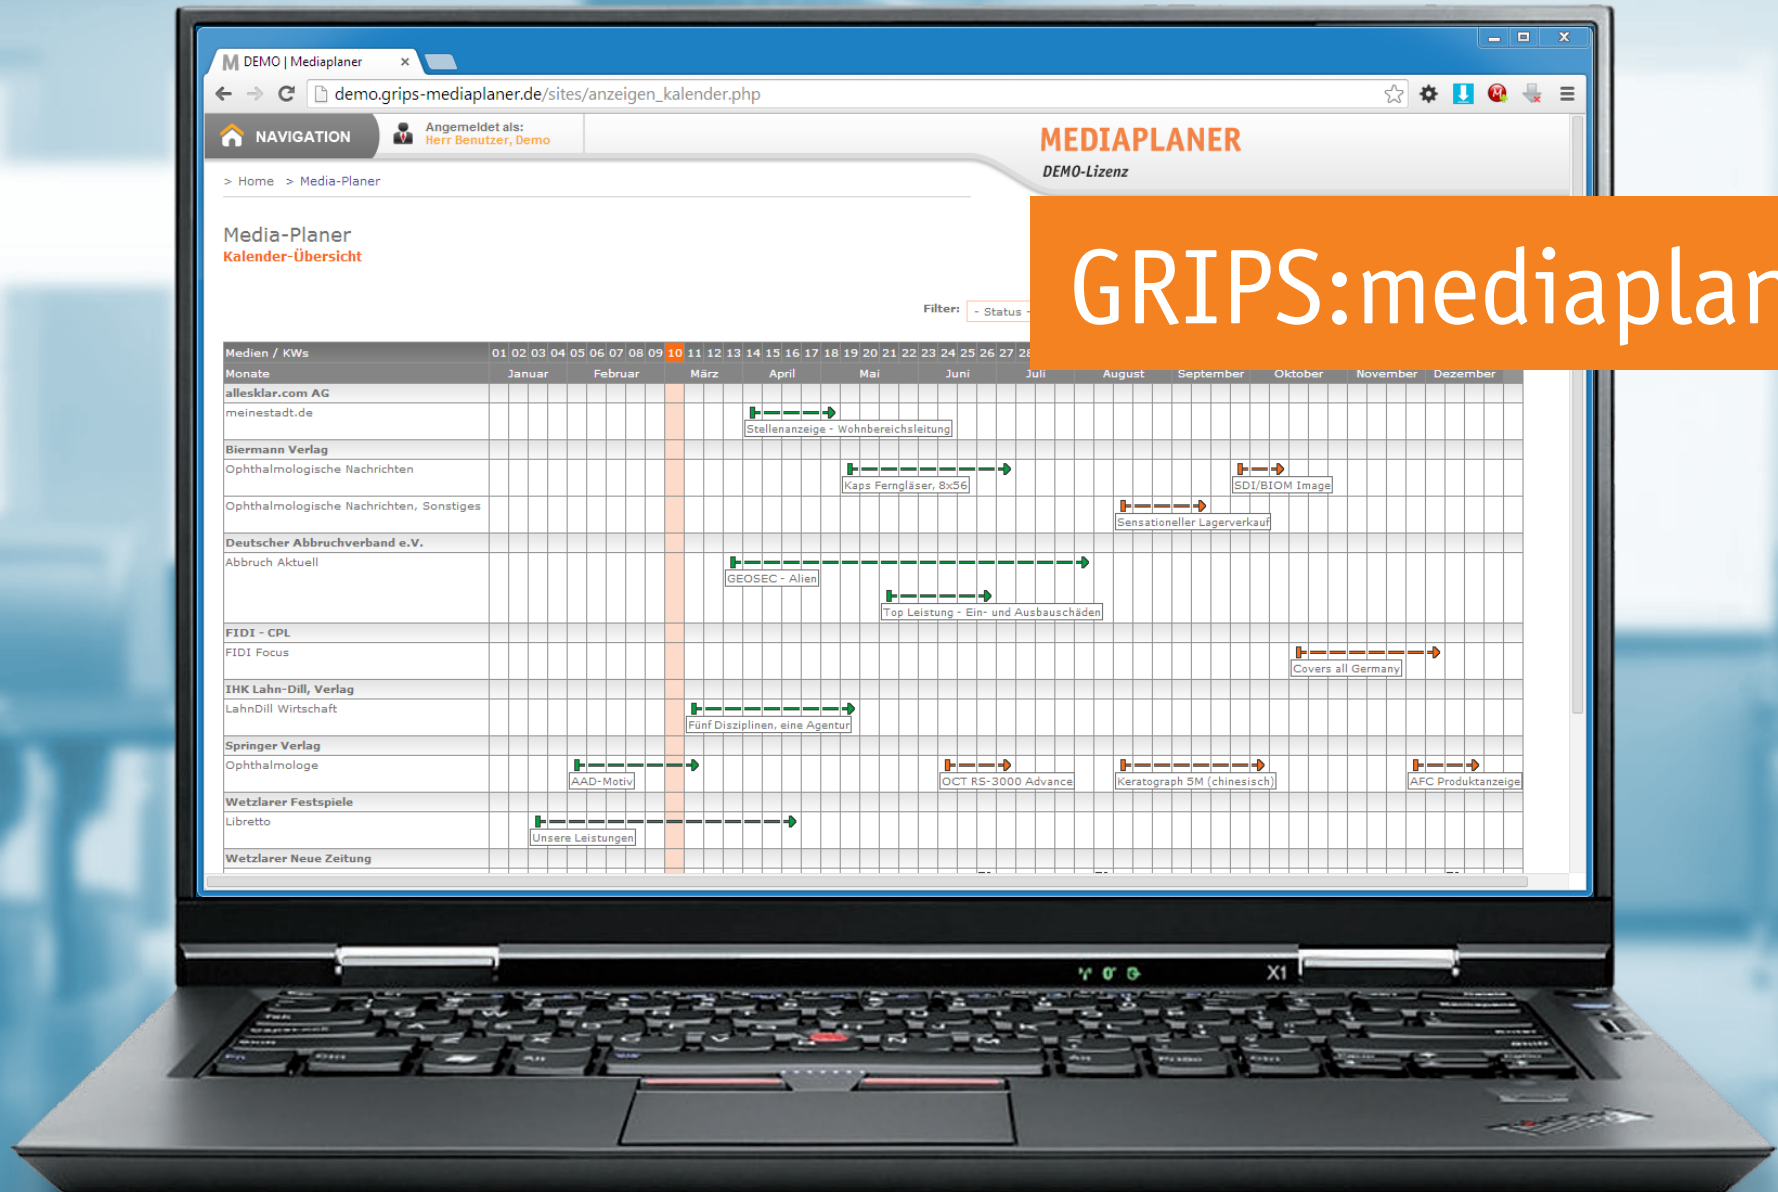 DEMO | Mediaplaner
demo.grips-mediaplaner.de/sites/anzeigen_kalender.php
NAVIGATION
Angemeldet als:
Herr Benutzer, Demo
MEDIAPLANER
DEMO-Lizenz
> Home > Media-Planer
Media-Planer
Kalender-Übersicht
GRIPS:mediaplan
Filter: - Status -
Medien / KWs 01 02 03 04 05 06 07 08 09 10 11 12 13 14 15 16 17 18 19 20 21 22 23 24 25 26 27 28
Monate Januar Februar März April Mai Juni Juli August September Oktober November Dezember
allesklar.com AG
meinestadt.de
Stellenanzeige - Wohnbereichsleitung
Biermann Verlag
Ophthalmologische Nachrichten
Kaps Ferngläser, 8x56
SDI/BIOM Image
Ophthalmologische Nachrichten, Sonstiges
Sensationeller Lagerverkauf
Deutscher Abbruchverband e.V.
Abbruch Aktuell
GEOSEC - Alien
Top Leistung - Ein- und Ausbauschäden
FIDI - CPL
FIDI Focus
Covers all Germany
IHK Lahn-Dill, Verlag
LahnDill Wirtschaft
Fünf Disziplinen, eine Agentur
Springer Verlag
Ophthalmologe
AAD-Motiv
OCT RS-3000 Advance
Keratograph 5M (chinesisch)
AFC Produktanzeige
Wetzlarer Festspiele
Libretto
Unsere Leistungen
Wetzlarer Neue Zeitung
X1